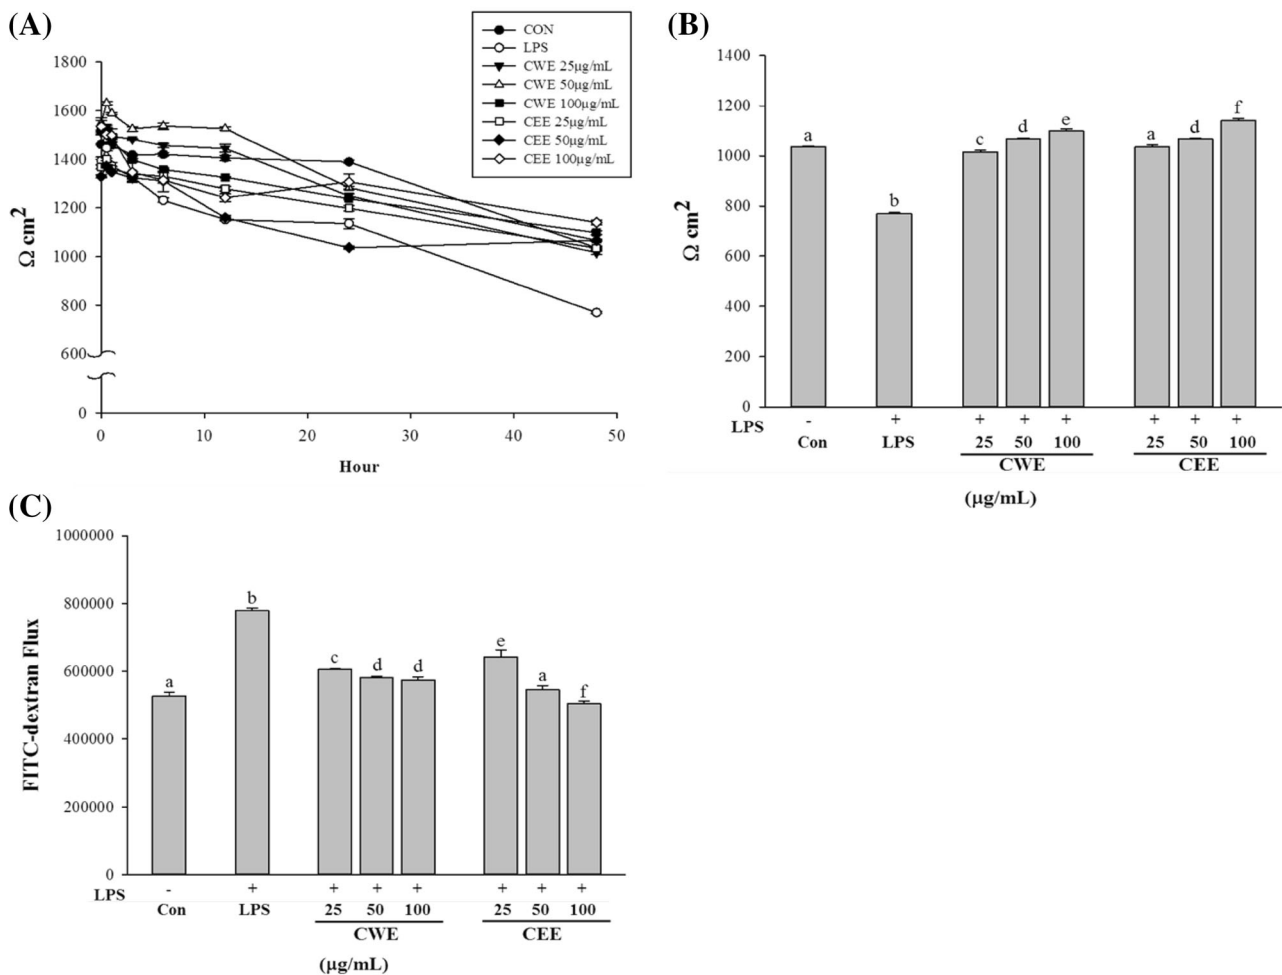 (A)
CON
LPS
CWE 25μg/mL
CWE 50μg/mL
CWE 100μg/mL
CEE 25μg/mL
CEE 50μg/mL
CEE 100μg/mL
1800
1600
1400
1200
1000
800
600
0
Ω cm²
0 10 20 30 40 50
Hour
(B)
1400
1200
1000
800
600
400
200
0
Ω cm²
a b c d e a d f
LPS - + + + + + + +
Con LPS 25 50 100 25 50 100
CWE CEE
(μg/mL)
(C)
1000000
800000
600000
400000
200000
0
FITC-dextran Flux
a b c d d e a f
LPS - + + + + + + +
Con LPS 25 50 100 25 50 100
CWE CEE
(μg/mL)